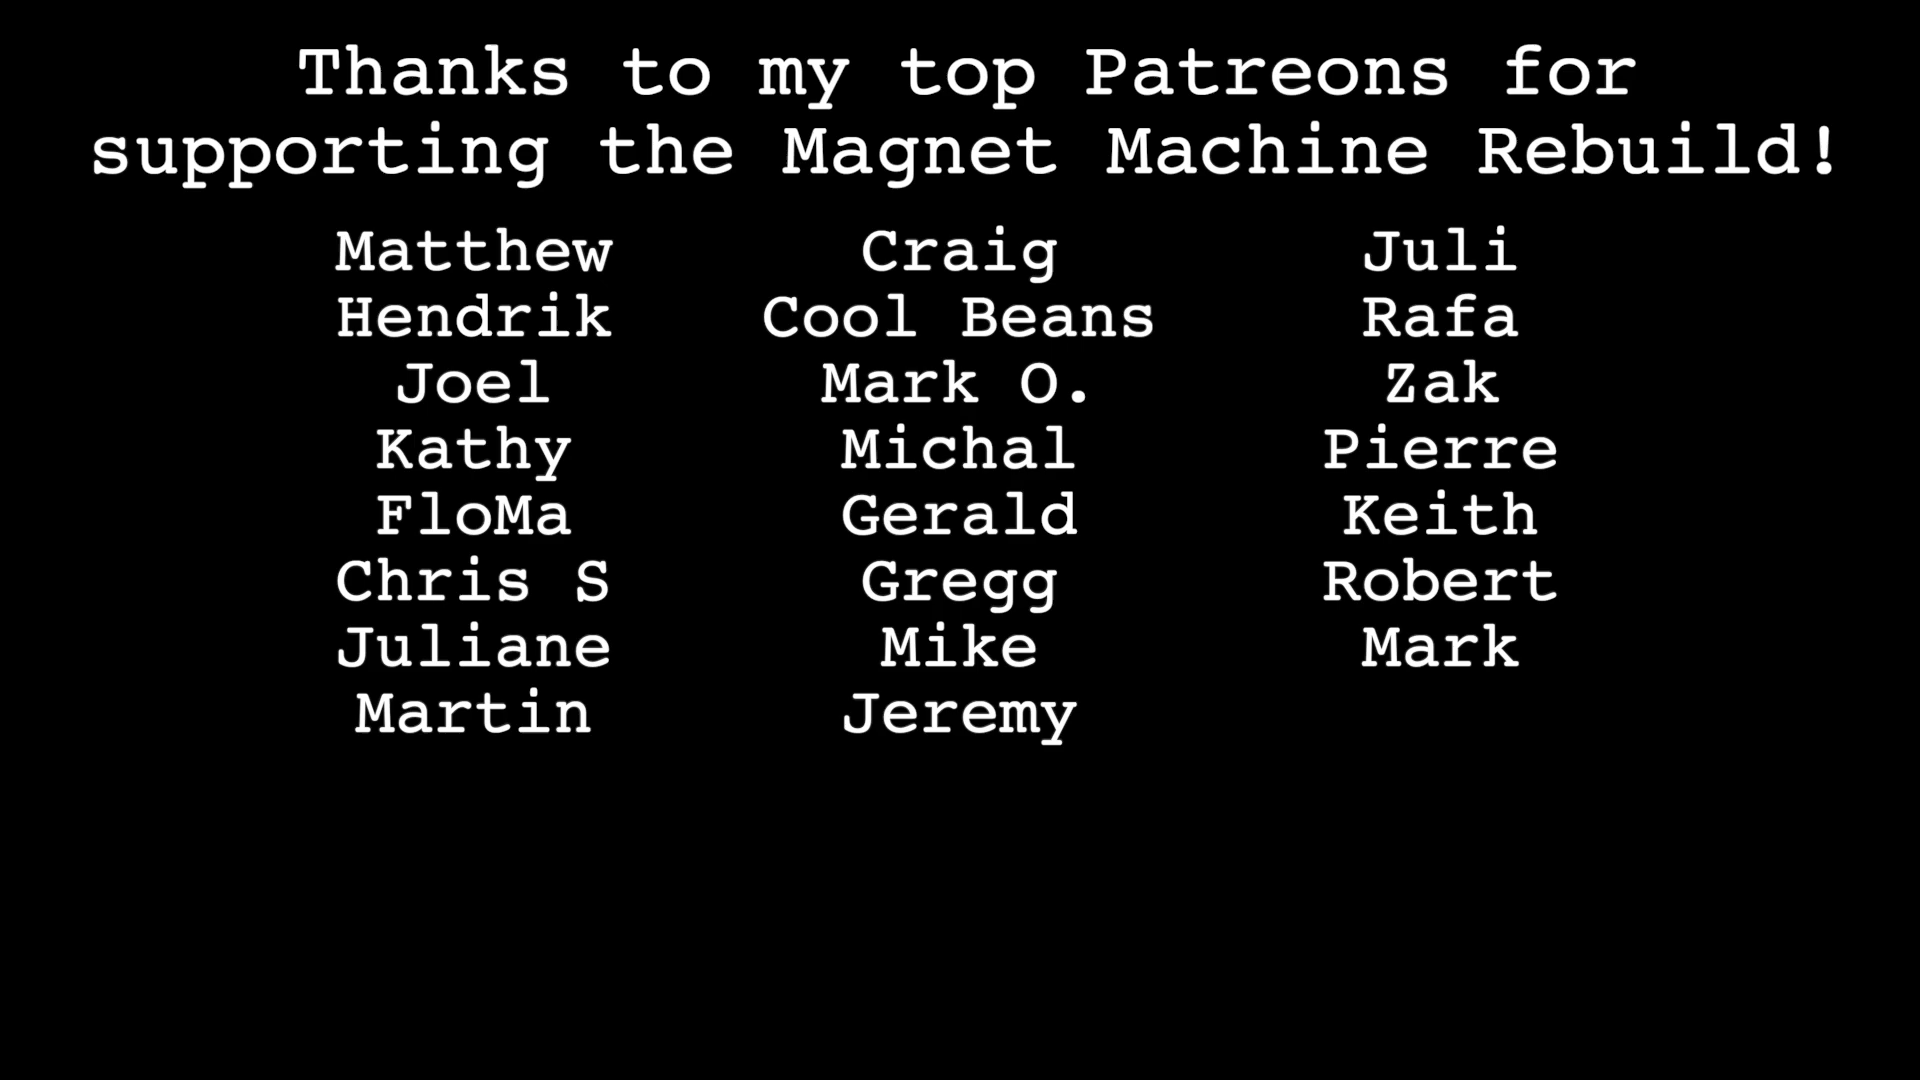 Thanks to my top Patreons for
supporting the Magnet Machine Rebuild!
Matthew
Hendrik
Joel
Kathy
FloMa
Chris S
Juliane
Martin
Craig
Cool Beans
Mark O.
Michal
Gerald
Gregg
Mike
Jeremy
Juli
Rafa
Zak
Pierre
Keith
Robert
Mark